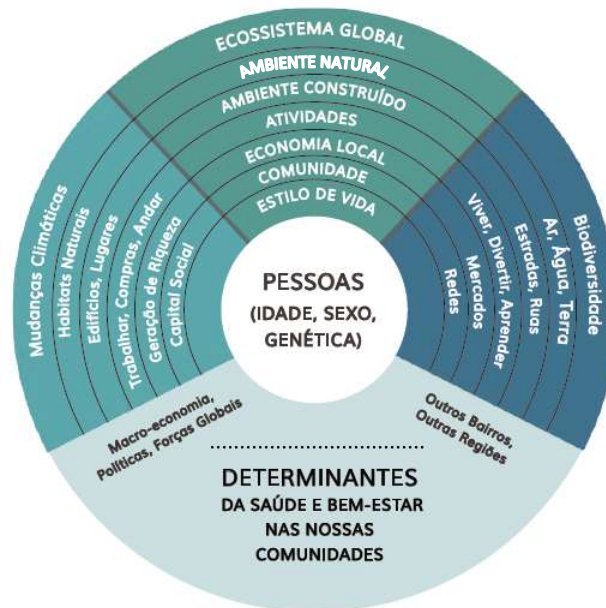 ECOSSISTEMA GLOBAL
AMBIENTE NATURAL
AMBIENTE CONSTRUÍDO
ATIVIDADES
ECONOMIA LOCAL
COMUNIDADE
ESTILO DE VIDA
Mudanças Climáticas
Habitats Naturais
Edifícios, Lugares
Trabalhar, Compras, Andar
Geração de Riqueza
Capital Social
Biodiversidade
Ar, Água, Terra
Estradas, Ruas
Viver, Divertir, Aprender
Mercados
Redes
PESSOAS
(IDADE, SEXO,
GENÉTICA)
Macro-economia,
Políticas, Forças Globais
Outros Bairros,
Outras Regiões
DETERMINANTES
DA SAÚDE E BEM-ESTAR
NAS NOSSAS
COMUNIDADES